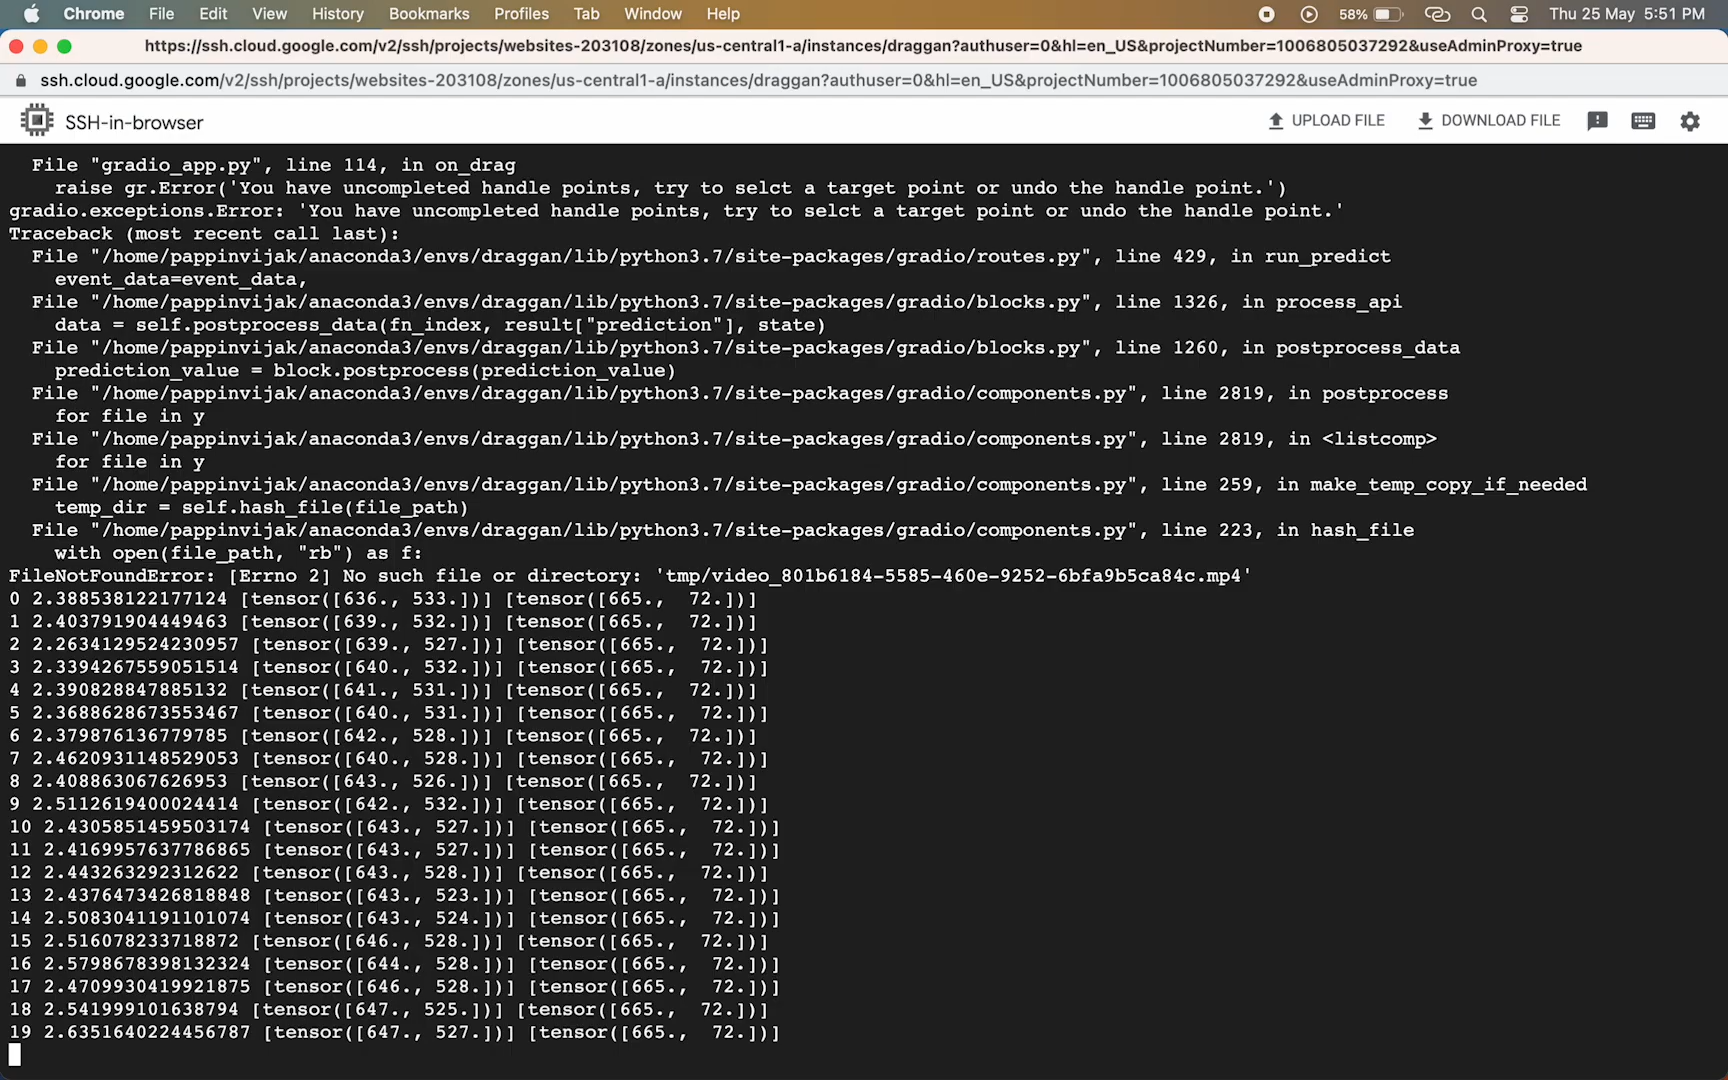 Chrome File Edit View History Bookmarks Profiles Tab Window Help 58% Thu 25 May 5:51 PM
https://ssh.cloud.google.com/v2/ssh/projects/websites-203108/zones/us-central1-a/instances/draggan?authuser=0&hl=en_US&projectNumber=1006805037292&useAdminProxy=true
ssh.cloud.google.com/v2/ssh/projects/websites-203108/zones/us-central1-a/instances/draggan?authuser=0&hl=en_US&projectNumber=1006805037292&useAdminProxy=true
SSH-in-browser UPLOAD FILE DOWNLOAD FILE
File "gradio_app.py", line 114, in on_drag
raise gr.Error('You have uncompleted handle points, try to selct a target point or undo the handle point.')
gradio.exceptions.Error: 'You have uncompleted handle points, try to selct a target point or undo the handle point.'
Traceback (most recent call last):
File "/home/pappinvijak/anaconda3/envs/draggan/lib/python3.7/site-packages/gradio/routes.py", line 429, in run_predict
event_data=event_data,
File "/home/pappinvijak/anaconda3/envs/draggan/lib/python3.7/site-packages/gradio/blocks.py", line 1326, in process_api
data = self.postprocess_data(fn_index, result["prediction"], state)
File "/home/pappinvijak/anaconda3/envs/draggan/lib/python3.7/site-packages/gradio/blocks.py", line 1260, in postprocess_data
prediction_value = block.postprocess(prediction_value)
File "/home/pappinvijak/anaconda3/envs/draggan/lib/python3.7/site-packages/gradio/components.py", line 2819, in postprocess
for file in y
File "/home/pappinvijak/anaconda3/envs/draggan/lib/python3.7/site-packages/gradio/components.py", line 2819, in <listcomp>
for file in y
File "/home/pappinvijak/anaconda3/envs/draggan/lib/python3.7/site-packages/gradio/components.py", line 259, in make_temp_copy_if_needed
temp_dir = self.hash_file(file_path)
File "/home/pappinvijak/anaconda3/envs/draggan/lib/python3.7/site-packages/gradio/components.py", line 223, in hash_file
with open(file_path, "rb") as f:
FileNotFoundError: [Errno 2] No such file or directory: 'tmp/video_801b6184-5585-460e-9252-6bfa9b5ca84c.mp4'
0 2.388538122177124 [tensor([636., 533.])] [tensor([665.,  72.])]
1 2.403791904449463 [tensor([639., 532.])] [tensor([665.,  72.])]
2 2.2634129524230957 [tensor([639., 527.])] [tensor([665.,  72.])]
3 2.3394267559051514 [tensor([640., 532.])] [tensor([665.,  72.])]
4 2.390828847885132 [tensor([641., 531.])] [tensor([665.,  72.])]
5 2.3688628673553467 [tensor([640., 531.])] [tensor([665.,  72.])]
6 2.379876136779785 [tensor([642., 528.])] [tensor([665.,  72.])]
7 2.4620931148529053 [tensor([640., 528.])] [tensor([665.,  72.])]
8 2.408863067626953 [tensor([643., 526.])] [tensor([665.,  72.])]
9 2.5112619400024414 [tensor([642., 532.])] [tensor([665.,  72.])]
10 2.4305851459503174 [tensor([643., 527.])] [tensor([665.,  72.])]
11 2.4169957637786865 [tensor([643., 527.])] [tensor([665.,  72.])]
12 2.443263292312622 [tensor([643., 528.])] [tensor([665.,  72.])]
13 2.4376473426818848 [tensor([643., 523.])] [tensor([665.,  72.])]
14 2.5083041191101074 [tensor([643., 524.])] [tensor([665.,  72.])]
15 2.516078233718872 [tensor([646., 528.])] [tensor([665.,  72.])]
16 2.5798678398132324 [tensor([644., 528.])] [tensor([665.,  72.])]
17 2.4709930419921875 [tensor([646., 528.])] [tensor([665.,  72.])]
18 2.541999101638794 [tensor([647., 525.])] [tensor([665.,  72.])]
19 2.6351640224456787 [tensor([647., 527.])] [tensor([665.,  72.])]